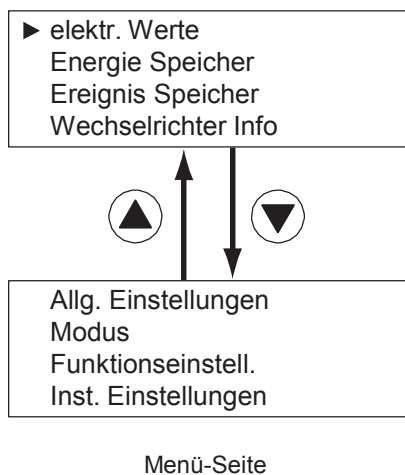 ► elektr. Werte
Energie Speicher
Ereignis Speicher
Wechselrichter Info
Allg. Einstellungen
Modus
Funktionseinstell.
Inst. Einstellungen
Menü-Seite